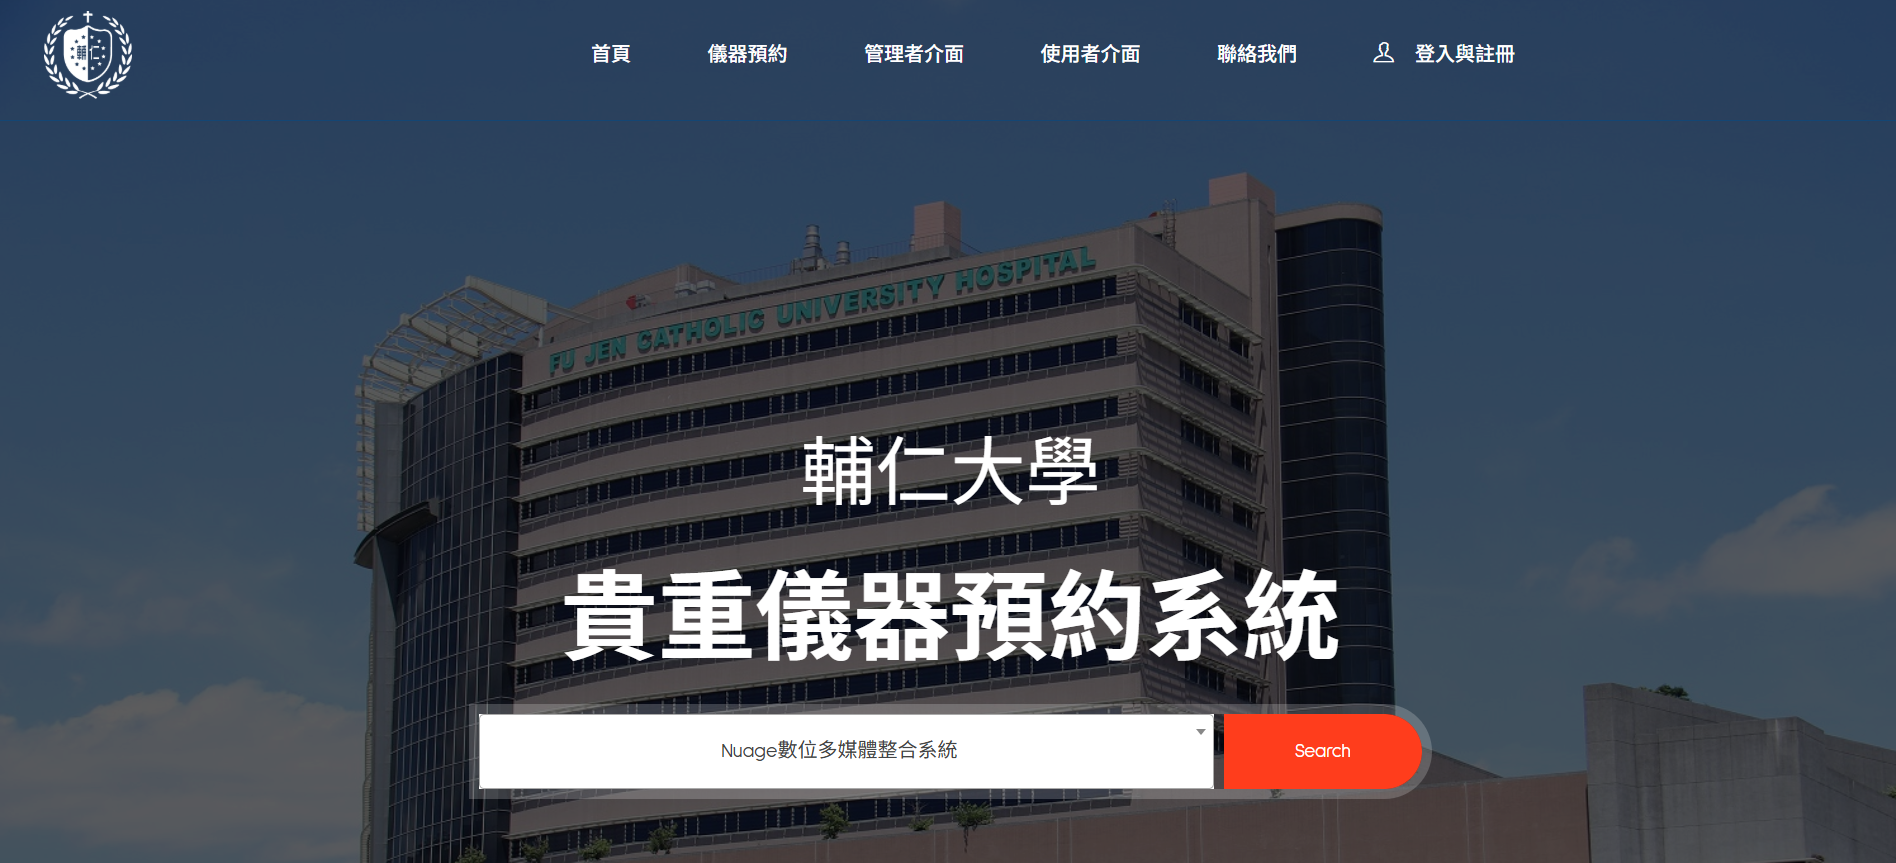 輔仁
首頁
儀器預約
管理者介面
使用者介面
聯絡我們
登入與註冊
FU JEN CATHOLIC UNIVERSITY HOSPITAL
輔仁大學
貴重儀器預約系統
Nuage數位多媒體整合系統
Search